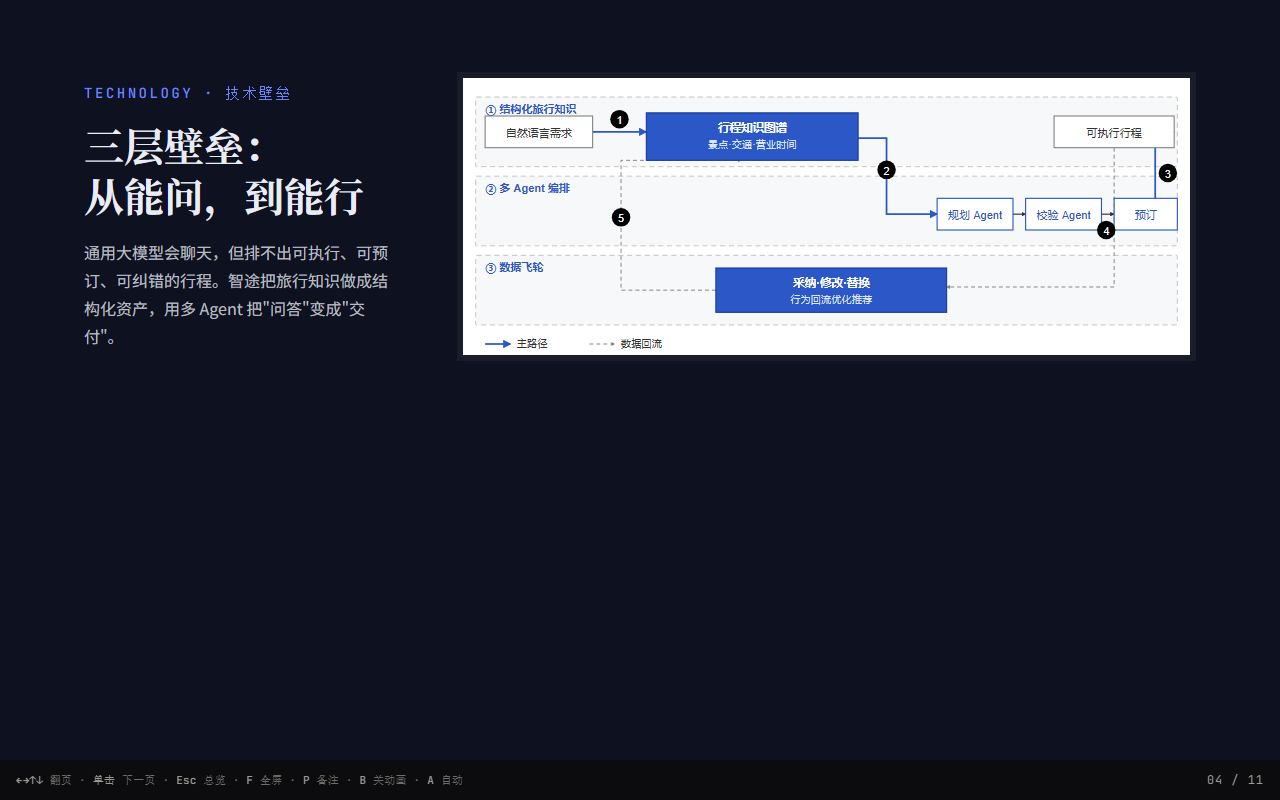 TECHNOLOGY · 技术壁垒
三层壁垒：
从能问，到能行
通用大模型会聊天，但排不出可执行、可预
订、可纠错的行程。智途把旅行知识做成结
构化资产，用多 Agent 把"问答"变成"交
付"。
① 结构化旅行知识
自然语言需求
1
行程知识图谱
景点·交通·营业时间
可执行行程
2
3
② 多 Agent 编排
规划 Agent
校验 Agent
预订
4
5
③ 数据飞轮
采纳·修改·替换
行为回流优化推荐
主路径
数据回流
←→↑↓ 翻页 · 单击 下一页 · Esc 总览 · F 全屏 · P 备注 · B 关动画 · A 自动
04 / 11